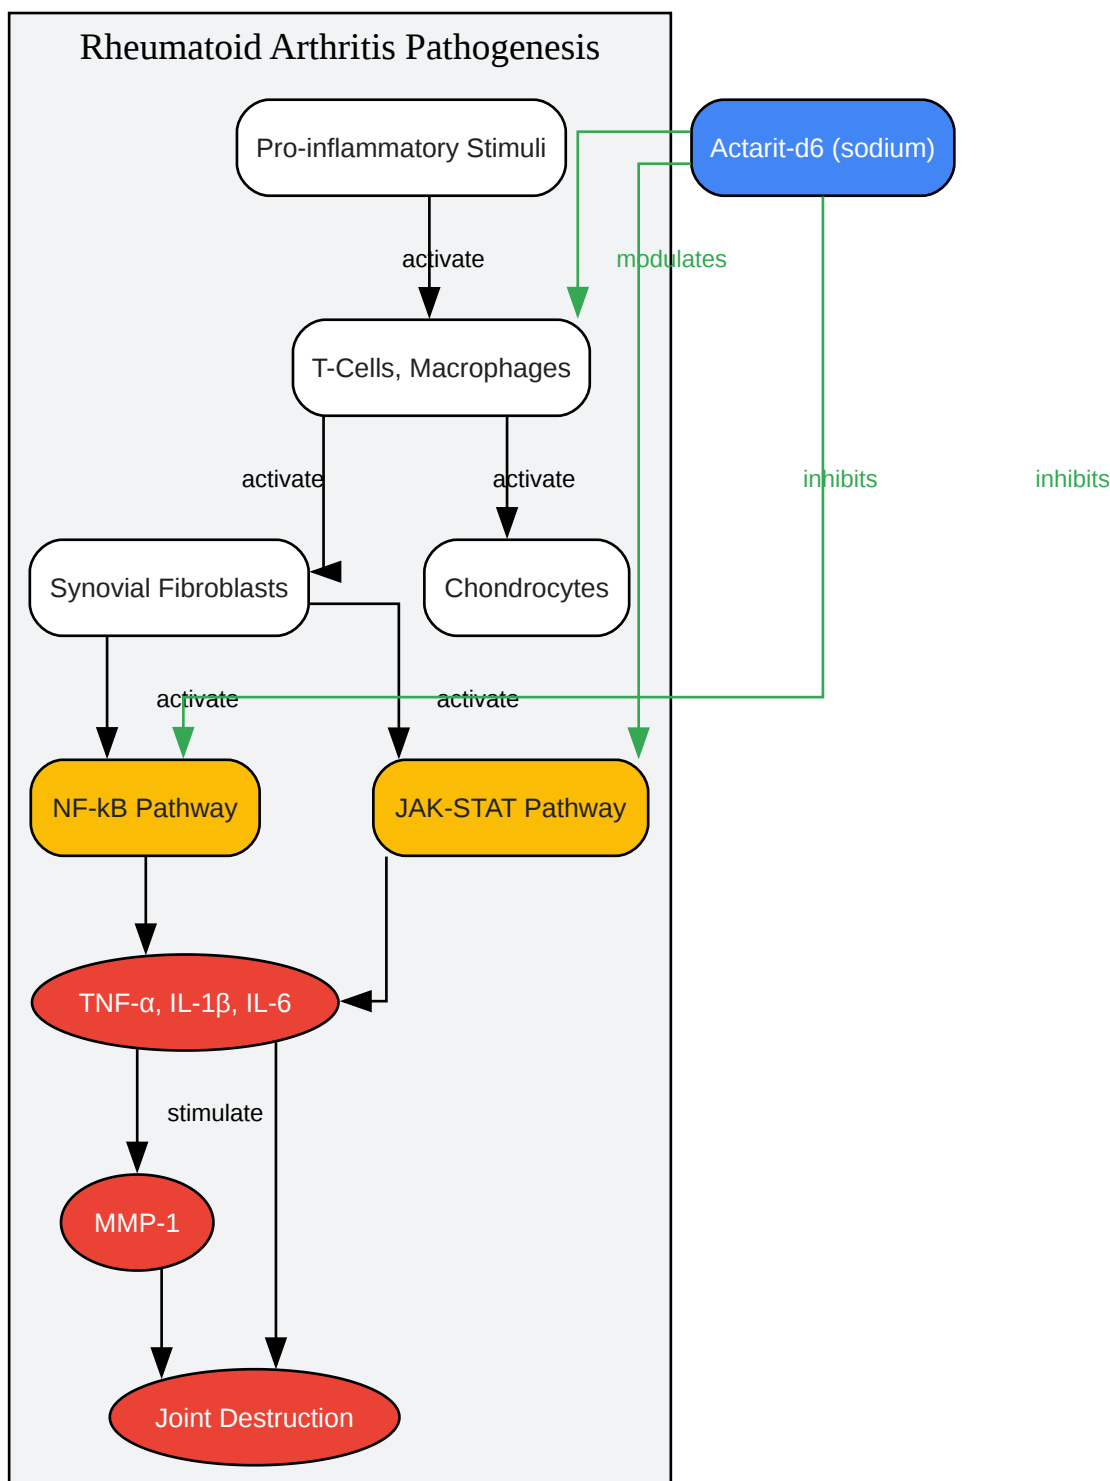 Rheumatoid Arthritis Pathogenesis
Pro-inflammatory Stimuli
Actarit-d6 (sodium)
activate
modulates
T-Cells, Macrophages
activate
activate
inhibits
inhibits
Synovial Fibroblasts
Chondrocytes
activate
activate
NF-kB Pathway
JAK-STAT Pathway
TNF-α, IL-1β, IL-6
stimulate
MMP-1
Joint Destruction